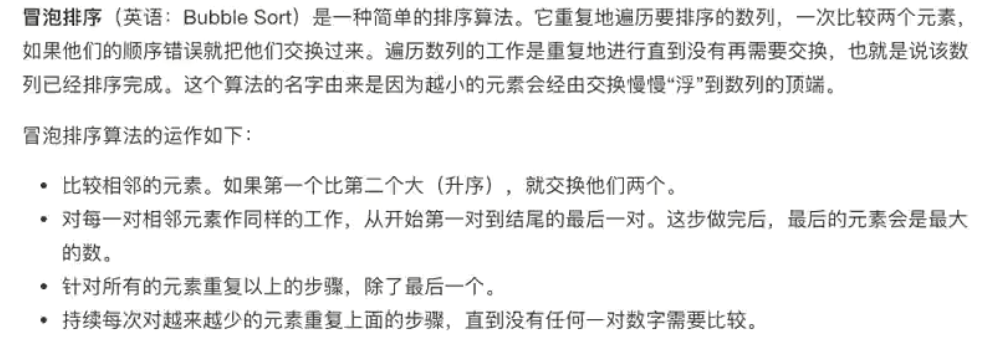 冒泡排序（英语：Bubble Sort）是一种简单的排序算法。它重复地遍历要排序的数列，一次比较两个元素，
如果他们的顺序错误就把他们交换过来。遍历数列的工作是重复地进行直到没有再需要交换，也就是说该数
列已经排序完成。这个算法的名字由来是因为越小的元素会经由交换慢慢“浮”到数列的顶端。
冒泡排序算法的运作如下：
• 比较相邻的元素。如果第一个比第二个大（升序），就交换他们两个。
• 对每一对相邻元素作同样的工作，从开始第一对到结尾的最后一对。这步做完后，最后的元素会是最大
的数。
• 针对所有的元素重复以上的步骤，除了最后一个。
• 持续每次对越来越少的元素重复上面的步骤，直到没有任何一对数字需要比较。